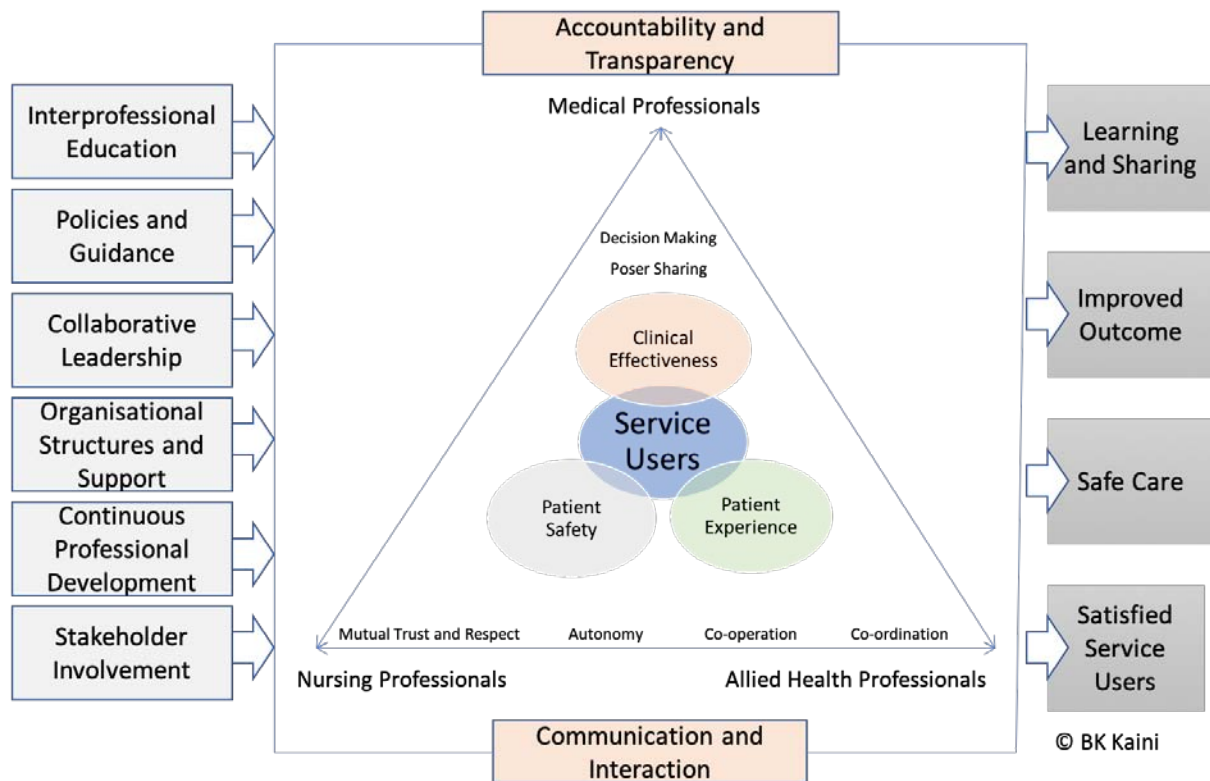 Accountability and
Transparency
Interprofessional
Education
Policies and
Guidance
Collaborative
Leadership
Organisational
Structures and
Support
Continuous
Professional
Development
Stakeholder
Involvement
Medical Professionals
Decision Making
Poser Sharing
Clinical
Effectiveness
Service
Users
Patient
Safety
Patient
Experience
Mutual Trust and Respect Autonomy Co-operation Co-ordination
Nursing Professionals Allied Health Professionals
Communication and
Interaction
Learning
and Sharing
Improved
Outcome
Safe Care
Satisfied
Service
Users
© BK Kaini